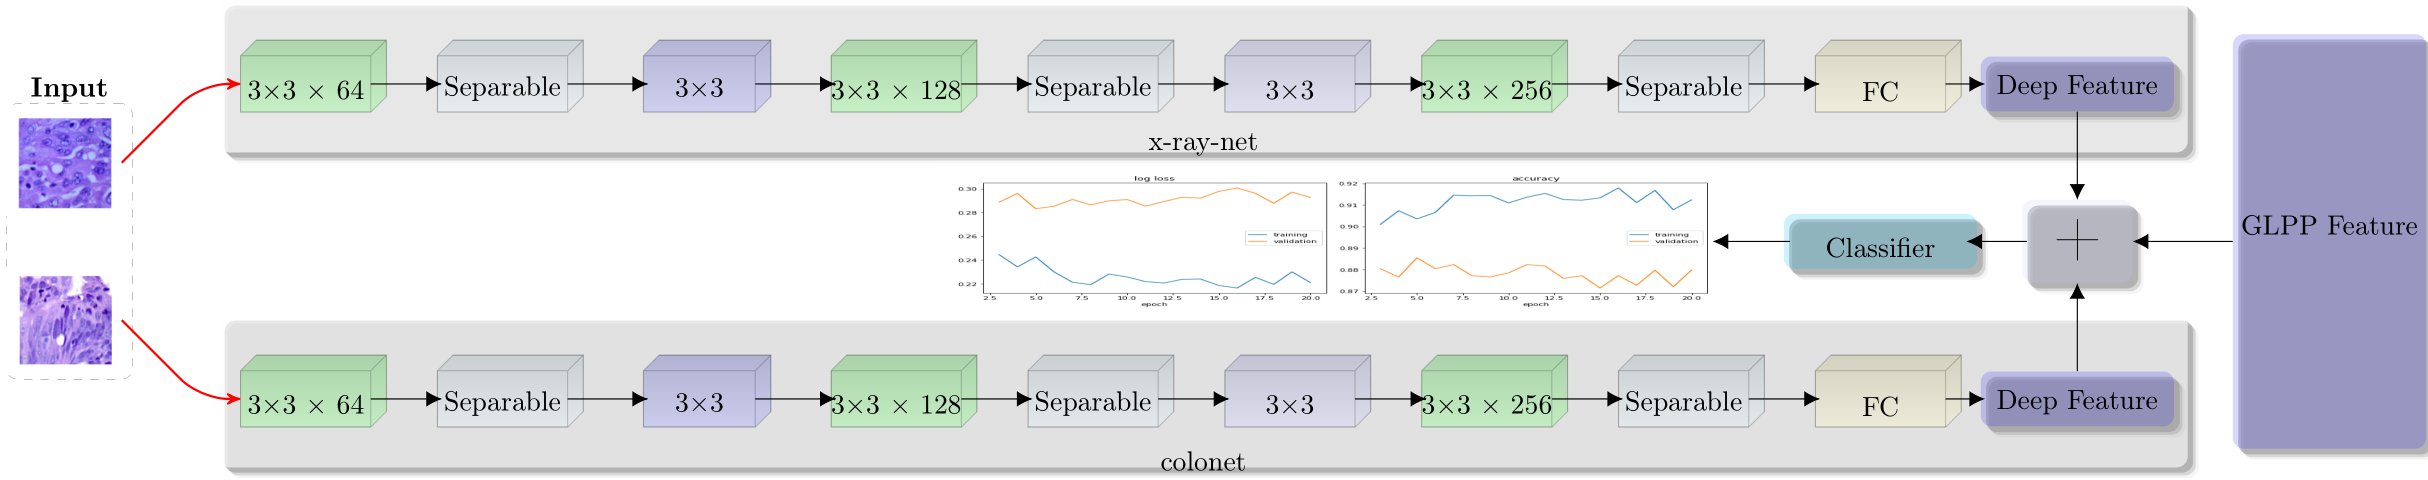 Input
3×3 × 64
Separable
3×3
3×3 × 128
Separable
3×3
3×3 × 256
Separable
FC
Deep Feature
x-ray-net
log loss
0.30
0.28
0.26
0.24
0.22
training
validation
2.5 5.0 7.5 10.0 12.5 15.0 17.5 20.0
epoch
accuracy
0.92
0.91
0.90
0.89
0.88
0.87
training
validation
2.5 5.0 7.5 10.0 12.5 15.0 17.5 20.0
epoch
Classifier
+
GLPP Feature
3×3 × 64
Separable
3×3
3×3 × 128
Separable
3×3
3×3 × 256
Separable
FC
Deep Feature
colonet